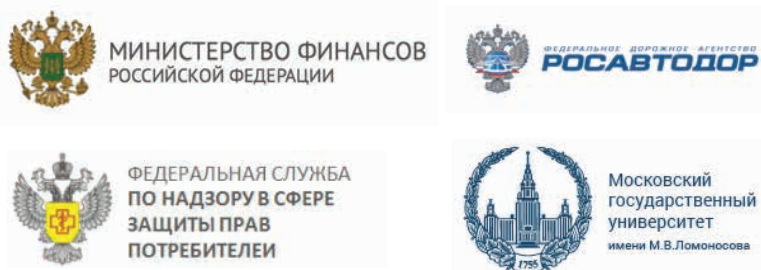 МИНИСТЕРСТВО ФИНАНСОВ
РОССИЙСКОЙ ФЕДЕРАЦИИ
ФЕДЕРАЛЬНОЕ ДОРОЖНОЕ АГЕНТСТВО
РОСАВТОДОР
ФЕДЕРАЛЬНАЯ СЛУЖБА
ПО НАДЗОРУ В СФЕРЕ
ЗАЩИТЫ ПРАВ
ПОТРЕБИТЕЛЕИ
Московский
государственный
университет
имени М.В.Ломоносова
1755